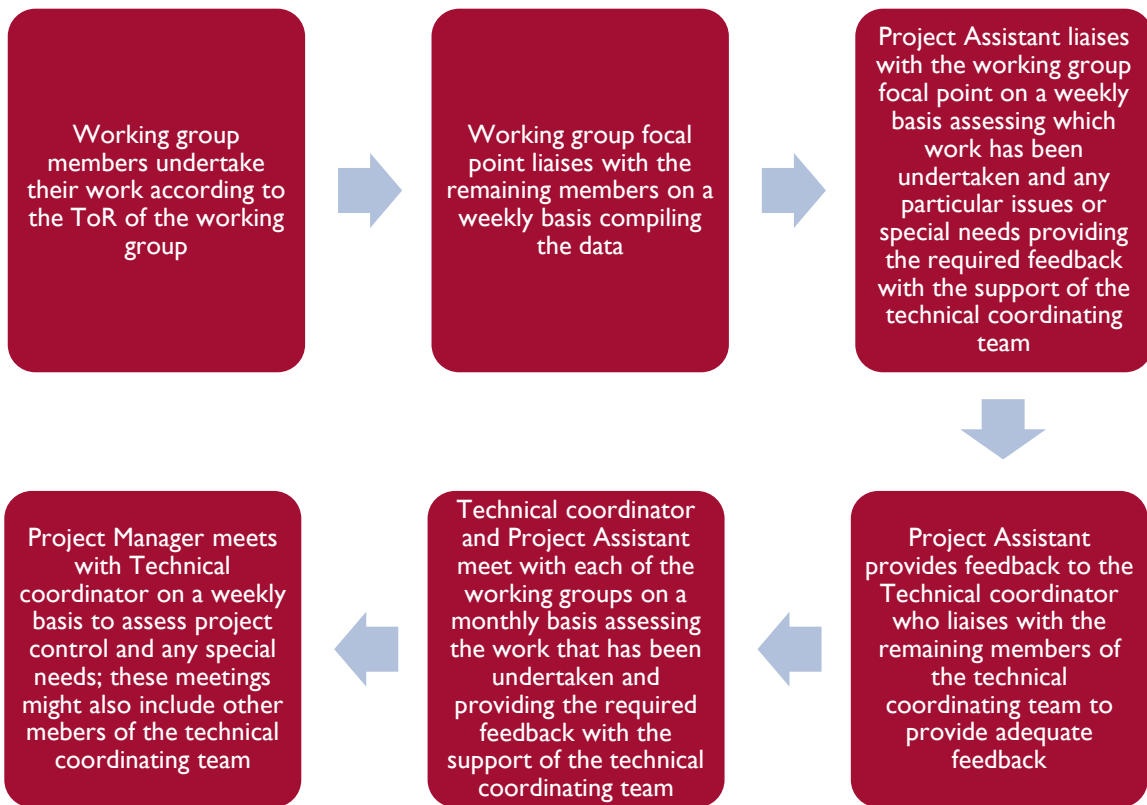 Working group
members undertake
their work according to
the ToR of the working
group
Working group focal
point liaises with the
remaining members on a
weekly basis compiling
the data
Project Assistant liaises
with the working group
focal point on a weekly
basis assessing which
work has been
undertaken and any
particular issues or
special needs providing
the required feedback
with the support of the
technical coordinating
team
Project Assistant
provides feedback to the
Technical coordinator
who liaises with the
remaining members of
the technical
coordinating team to
provide adequate
feedback
Technical coordinator
and Project Assistant
meet with each of the
working groups on a
monthly basis assessing
the work that has been
undertaken and
providing the required
feedback with the
support of the technical
coordinating team
Project Manager meets
with Technical
coordinator on a weekly
basis to assess project
control and any special
needs; these meetings
might also include other
mebers of the technical
coordinating team